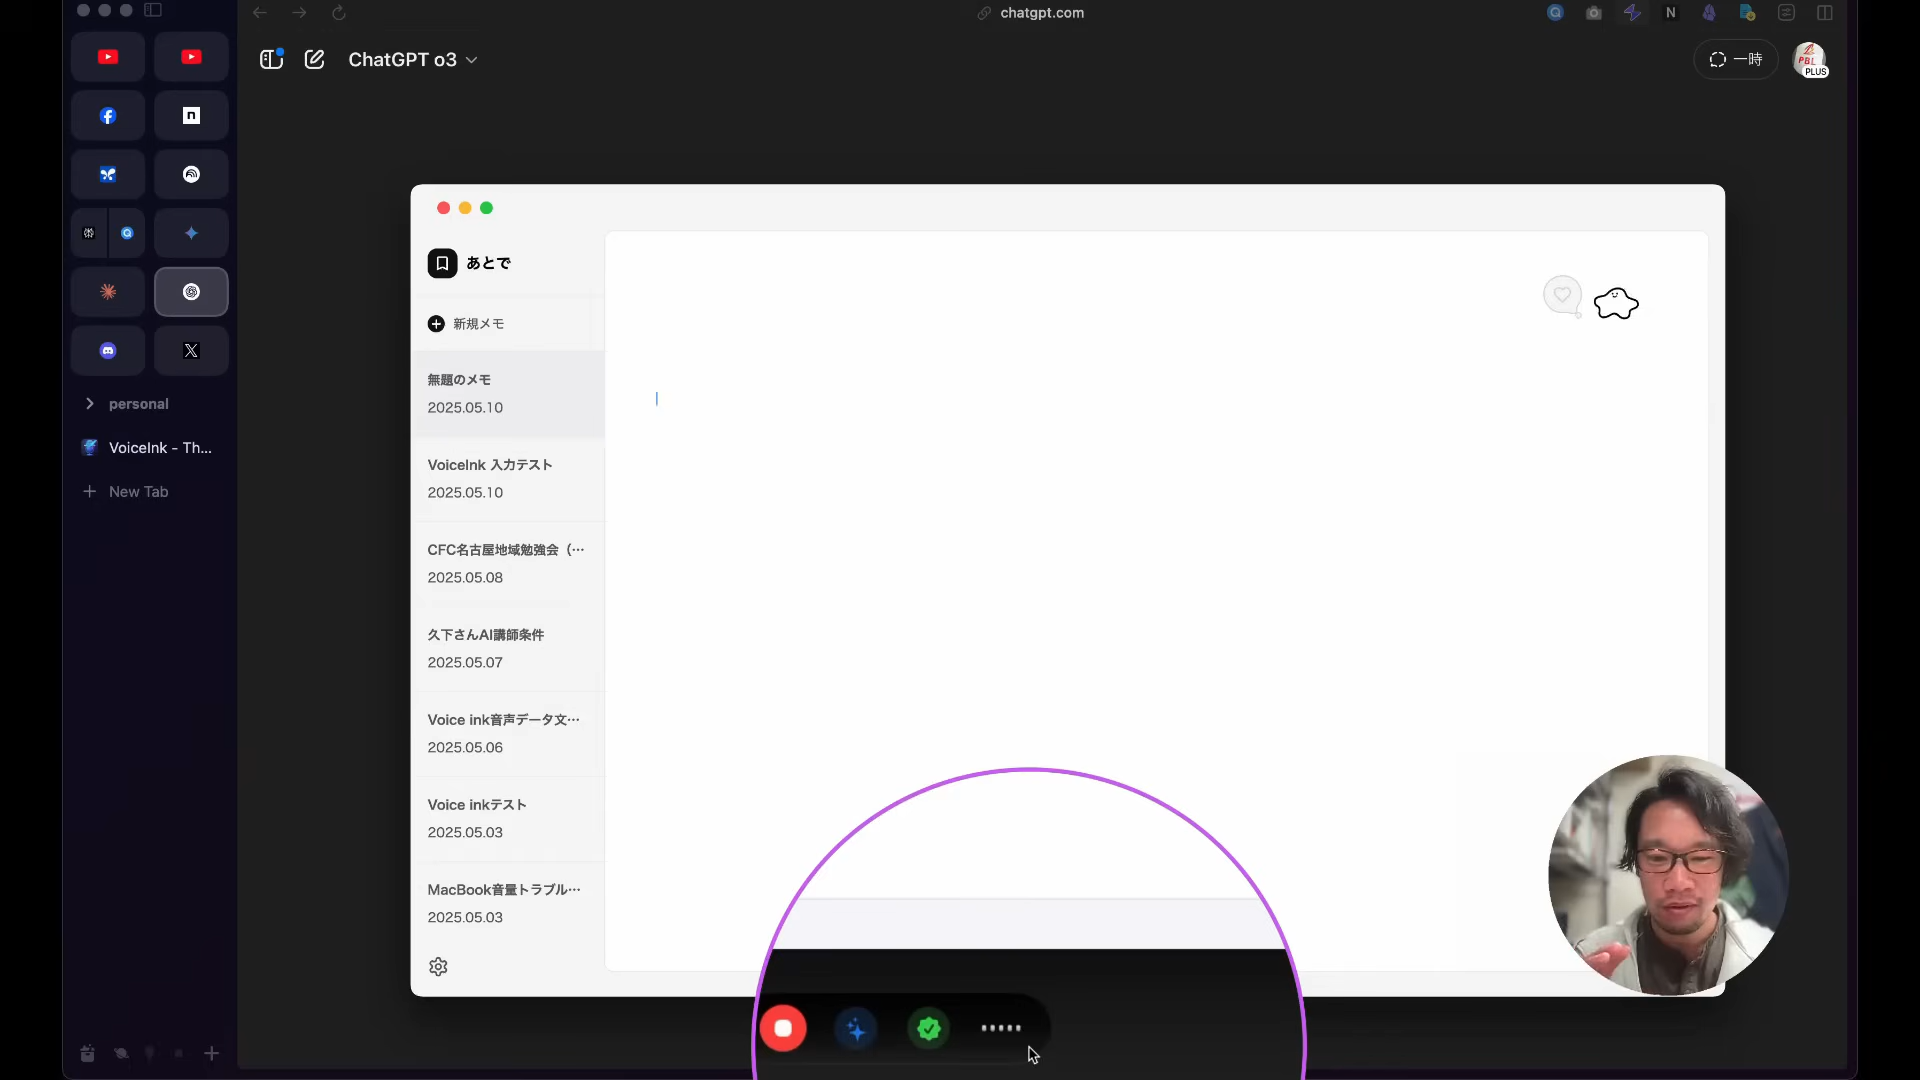 chatgpt.com
N
ChatGPT o3
一時
PBL
PLUS
personal
VoiceInk - Th...
New Tab
あとで
新規メモ
無題のメモ
2025.05.10
VoiceInk 入力テスト
2025.05.10
CFC名古屋地域勉強会（…
2025.05.08
久下さんAI講師条件
2025.05.07
Voice ink音声データ文…
2025.05.06
Voice inkテスト
2025.05.03
MacBook音量トラブル…
2025.05.03